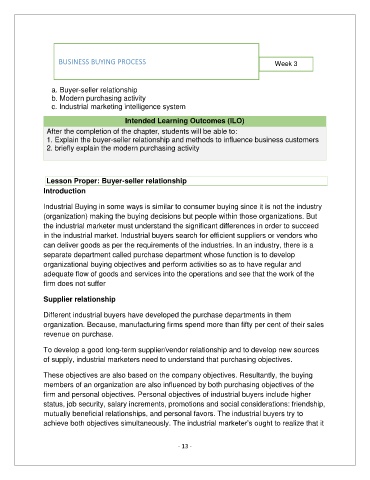 BUSINESS BUYING PROCESS
Week 3
a. Buyer-seller relationship
b. Modern purchasing activity
c. Industrial marketing intelligence system
Intended Learning Outcomes (ILO)
After the completion of the chapter, students will be able to:
1. Explain the buyer-seller relationship and methods to influence business customers
2. briefly explain the modern purchasing activity
Lesson Proper: Buyer-seller relationship
Introduction
Industrial Buying in some ways is similar to consumer buying since it is not the industry
(organization) making the buying decisions but people within those organizations. But
the industrial marketer must understand the significant differences in order to succeed
in the industrial market. Industrial buyers search for efficient suppliers or vendors who
can deliver goods as per the requirements of the industries. In an industry, there is a
separate department called purchase department whose function is to develop
organizational buying objectives and perform activities so as to have regular and
adequate flow of goods and services into the operations and see that the work of the
firm does not suffer
Supplier relationship
Different industrial buyers have developed the purchase departments in them
organization. Because, manufacturing firms spend more than fifty per cent of their sales
revenue on purchase.
To develop a good long-term supplier/vendor relationship and to develop new sources
of supply, industrial marketers need to understand that purchasing objectives.
These objectives are also based on the company objectives. Resultantly, the buying
members of an organization are also influenced by both purchasing objectives of the
firm and personal objectives. Personal objectives of industrial buyers include higher
status, job security, salary increments, promotions and social considerations: friendship,
mutually beneficial relationships, and personal favors. The industrial buyers try to
achieve both objectives simultaneously. The industrial marketer's ought to realize that it
- 13 -